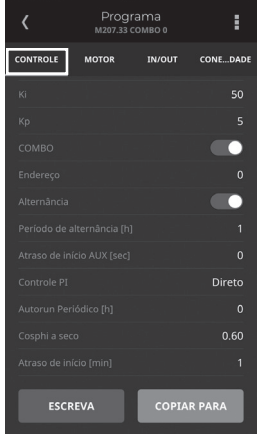 Programa
M207.33 COMBO 0
CONTROLE MOTOR IN/OUT CONE...DADE
Ki 50
Kp 5
COMBO
Endereço 0
Alternância
Período de alternância [h] 1
Atraso de início AUX [sec] 0
Controle PI Direto
Autorun Periódico [h] 0
Cosphi a seco 0.60
Atraso de início [min] 1
ESCREVA COPIAR PARA